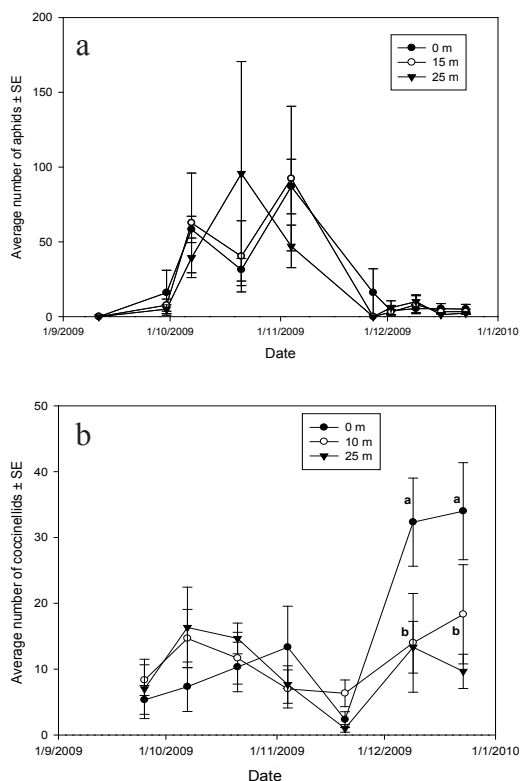 a
Average number of aphids ± SE
200
150
100
50
0
0 m
15 m
25 m
1/9/2009
1/10/2009
1/11/2009
1/12/2009
1/1/2010
Date
b
Average number of coccinellids ± SE
50
40
30
20
10
0
0 m
10 m
25 m
a
a
b
b
1/9/2009
1/10/2009
1/11/2009
1/12/2009
1/1/2010
Date